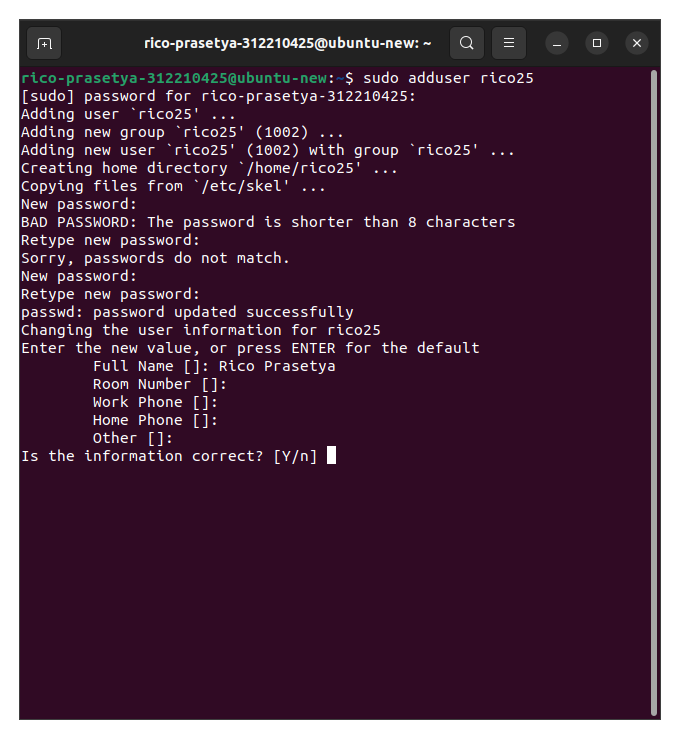 rico-prasetya-312210425@ubuntu-new: ~
rico-prasetya-312210425@ubuntu-new:~$ sudo adduser rico25
[sudo] password for rico-prasetya-312210425:
Adding user `rico25' ...
Adding new group `rico25' (1002) ...
Adding new user `rico25' (1002) with group `rico25' ...
Creating home directory `/home/rico25' ...
Copying files from `/etc/skel' ...
New password:
BAD PASSWORD: The password is shorter than 8 characters
Retype new password:
Sorry, passwords do not match.
New password:
Retype new password:
passwd: password updated successfully
Changing the user information for rico25
Enter the new value, or press ENTER for the default
        Full Name []: Rico Prasetya
        Room Number []:
        Work Phone []:
        Home Phone []:
        Other []:
Is the information correct? [Y/n]